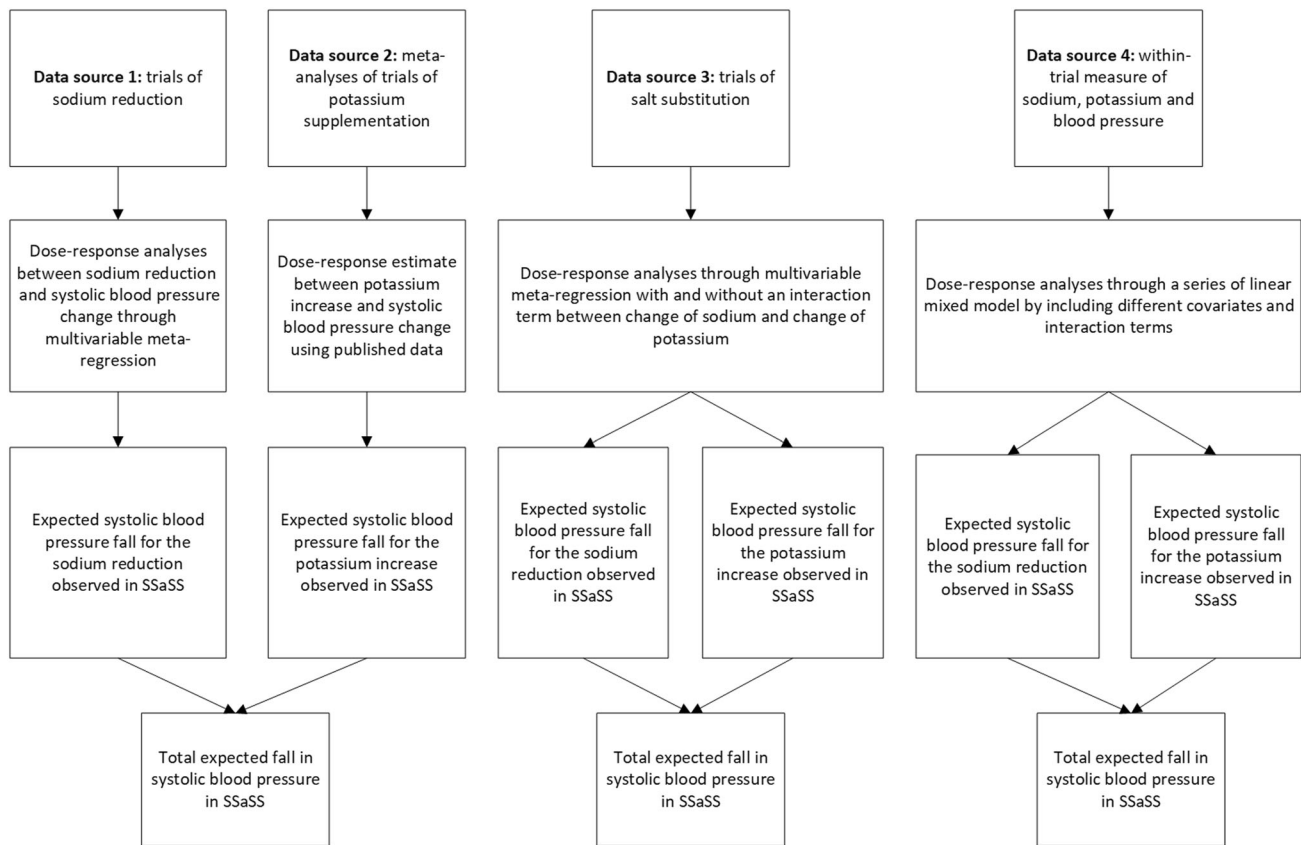 Data source 1: trials of
sodium reduction
Data source 2: meta-
analyses of trials of
potassium
supplementation
Data source 3: trials of
salt substitution
Data source 4: within-
trial measure of
sodium, potassium and
blood pressure
Dose-response analyses
between sodium reduction
and systolic blood pressure
change through
multivariable meta-
regression
Dose-response estimate
between potassium
increase and systolic
blood pressure change
using published data
Dose-response analyses through multivariable
meta-regression with and without an interaction
term between change of sodium and change of
potassium
Dose-response analyses through a series of linear
mixed model by including different covariates and
interaction terms
Expected systolic blood
pressure fall for the
sodium reduction
observed in SSaSS
Expected systolic blood
pressure fall for the
potassium increase
observed in SSaSS
Expected systolic
blood pressure fall
for the sodium
reduction observed
in SSaSS
Expected systolic
blood pressure fall
for the potassium
increase observed in
SSaSS
Expected systolic
blood pressure fall for
the sodium reduction
observed in SSaSS
Expected systolic
blood pressure fall
for the potassium
increase observed in
SSaSS
Total expected fall in
systolic blood pressure
in SSaSS
Total expected fall in
systolic blood pressure
in SSaSS
Total expected fall in
systolic blood pressure
in SSaSS